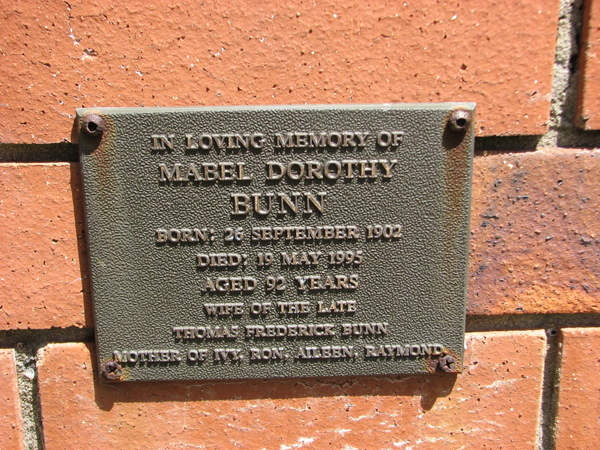 IN LOVING MEMORY OF
MABEL DOROTHY
BUNN
BORN: 26 SEPTEMBER 1902
DIED: 19 MAY 1995
AGED 92 YEARS
WIFE OF THE LATE
THOMAS FREDERICK BUNN
MOTHER OF IVY, RON, AILEEN, RAYMOND